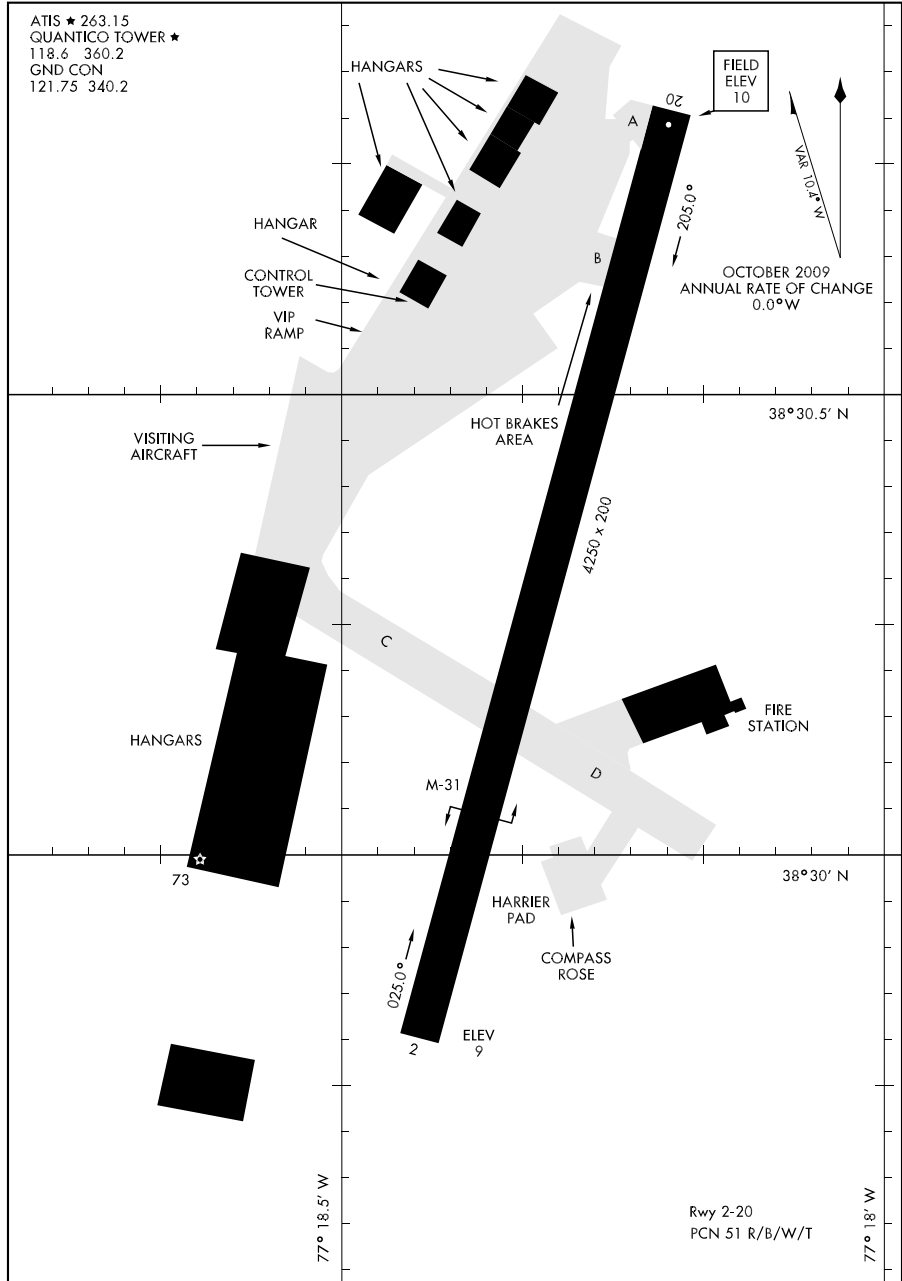 ATIS ★ 263.15
QUANTICO TOWER ★
118.6 360.2
GND CON
121.75 340.2
HANGARS
FIELD
ELEV
10
20
A
VAR 10.4° W
205.0°
HANGAR
B
CONTROL
TOWER
OCTOBER 2009
ANNUAL RATE OF CHANGE
0.0° W
VIP
RAMP
38° 30.5' N
HOT BRAKES
AREA
VISITING
AIRCRAFT
4250 x 200
C
FIRE
STATION
HANGARS
D
M-31
73
38° 30' N
HARRIER
PAD
COMPASS
ROSE
025.0°
ELEV
9
2
77° 18.5' W
77° 18' W
Rwy 2-20
PCN 51 R/B/W/T